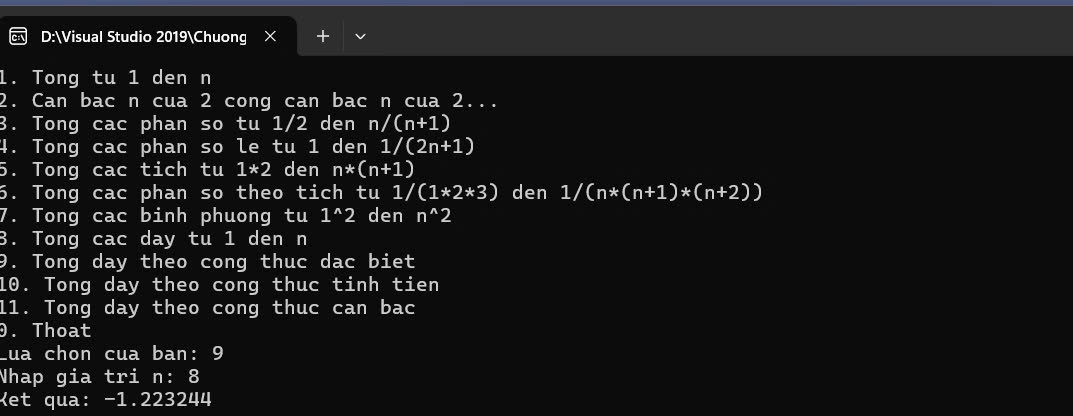 D:\Visual Studio 2019\Chuong
1. Tong tu 1 den n
2. Can bac n cua 2 cong can bac n cua 2...
3. Tong cac phan so tu 1/2 den n/(n+1)
4. Tong cac phan so le tu 1 den 1/(2n+1)
5. Tong cac tich tu 1*2 den n*(n+1)
6. Tong cac phan so theo tich tu 1/(1*2*3) den 1/(n*(n+1)*(n+2))
7. Tong cac binh phuong tu 1^2 den n^2
8. Tong cac day tu 1 den n
9. Tong day theo cong thuc dac biet
10. Tong day theo cong thuc tinh tien
11. Tong day theo cong thuc can bac
0. Thoat
Lua chon cua ban: 9
Nhap gia tri n: 8
Ket qua: -1.223244